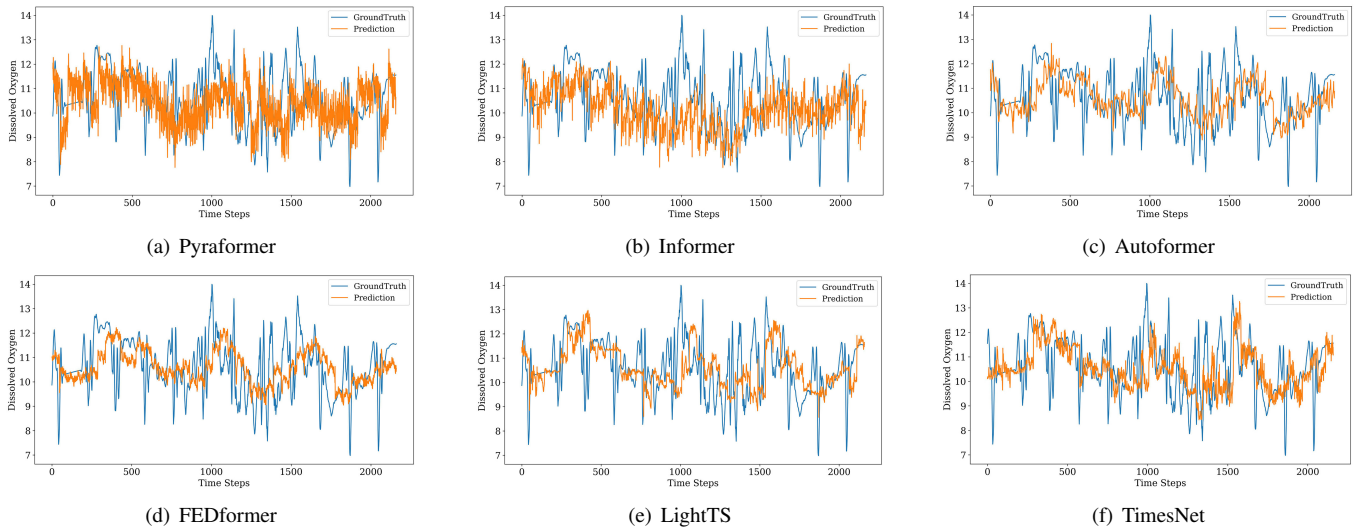 14
13
12
11
10
9
8
7
Dissolved Oxygen
0
500
1000
1500
2000
Time Steps
GroundTruth
Prediction
(a) Pyraformer
14
13
12
11
10
9
8
7
Dissolved Oxygen
0
500
1000
1500
2000
Time Steps
GroundTruth
Prediction
(b) Informer
14
13
12
11
10
9
8
7
Dissolved Oxygen
0
500
1000
1500
2000
Time Steps
GroundTruth
Prediction
(c) Autoformer
14
13
12
11
10
9
8
7
Dissolved Oxygen
0
500
1000
1500
2000
Time Steps
GroundTruth
Prediction
(d) FEDformer
14
13
12
11
10
9
8
7
Dissolved Oxygen
0
500
1000
1500
2000
Time Steps
GroundTruth
Prediction
(e) LightTS
14
13
12
11
10
9
8
7
Dissolved Oxygen
0
500
1000
1500
2000
Time Steps
GroundTruth
Prediction
(f) TimesNet